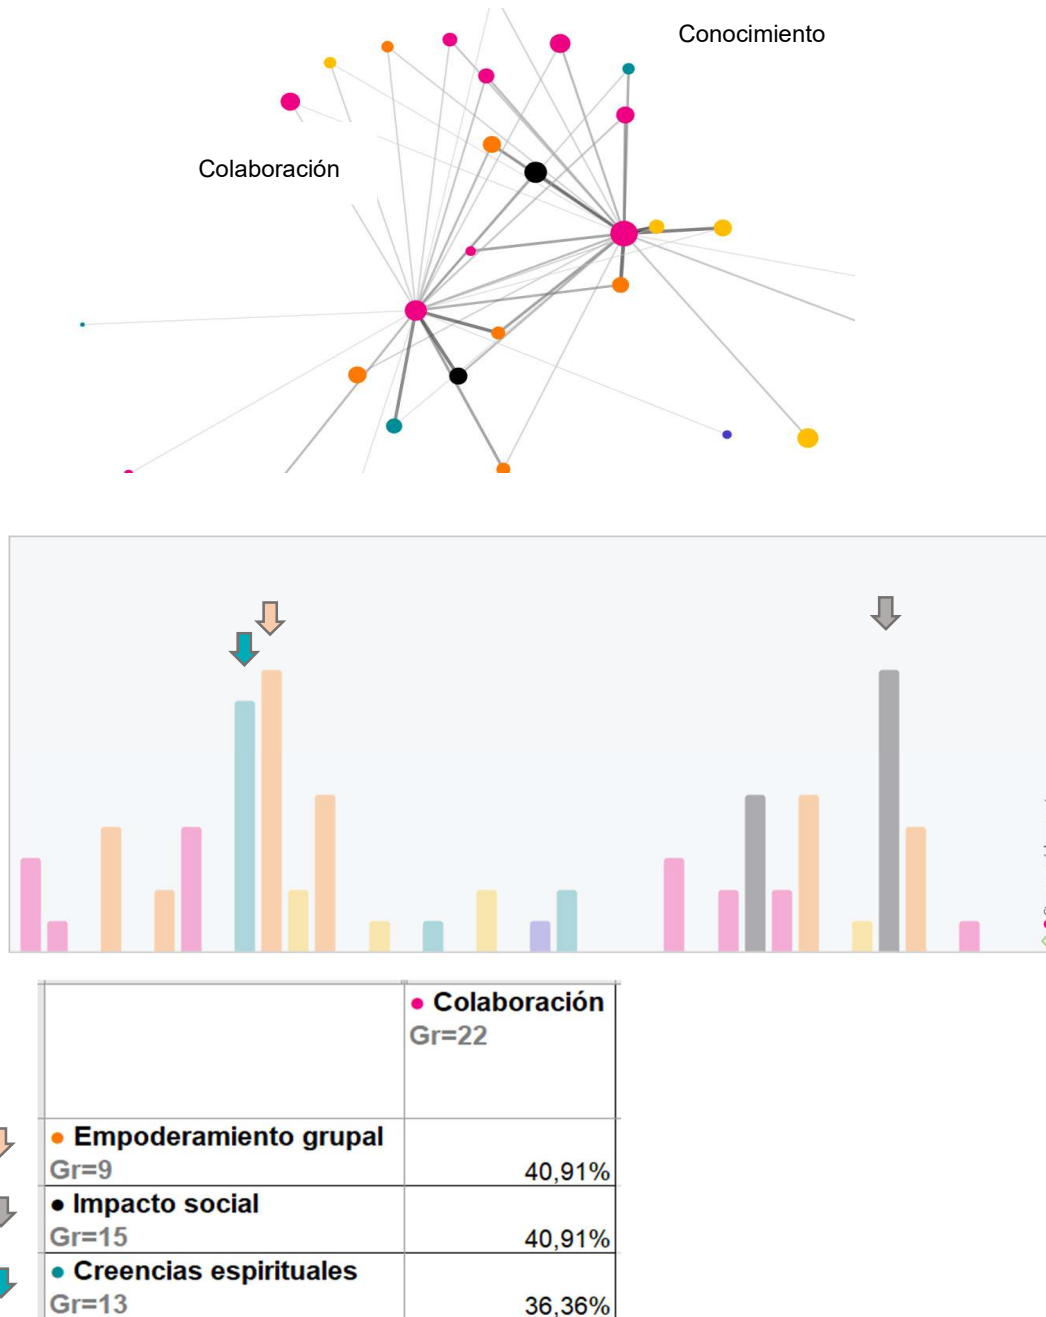 Conocimiento
Colaboración
● Colaboración
Gr=22
● Empoderamiento grupal
Gr=9
40,91%
● Impacto social
Gr=15
40,91%
● Creencias espirituales
Gr=13
36,36%